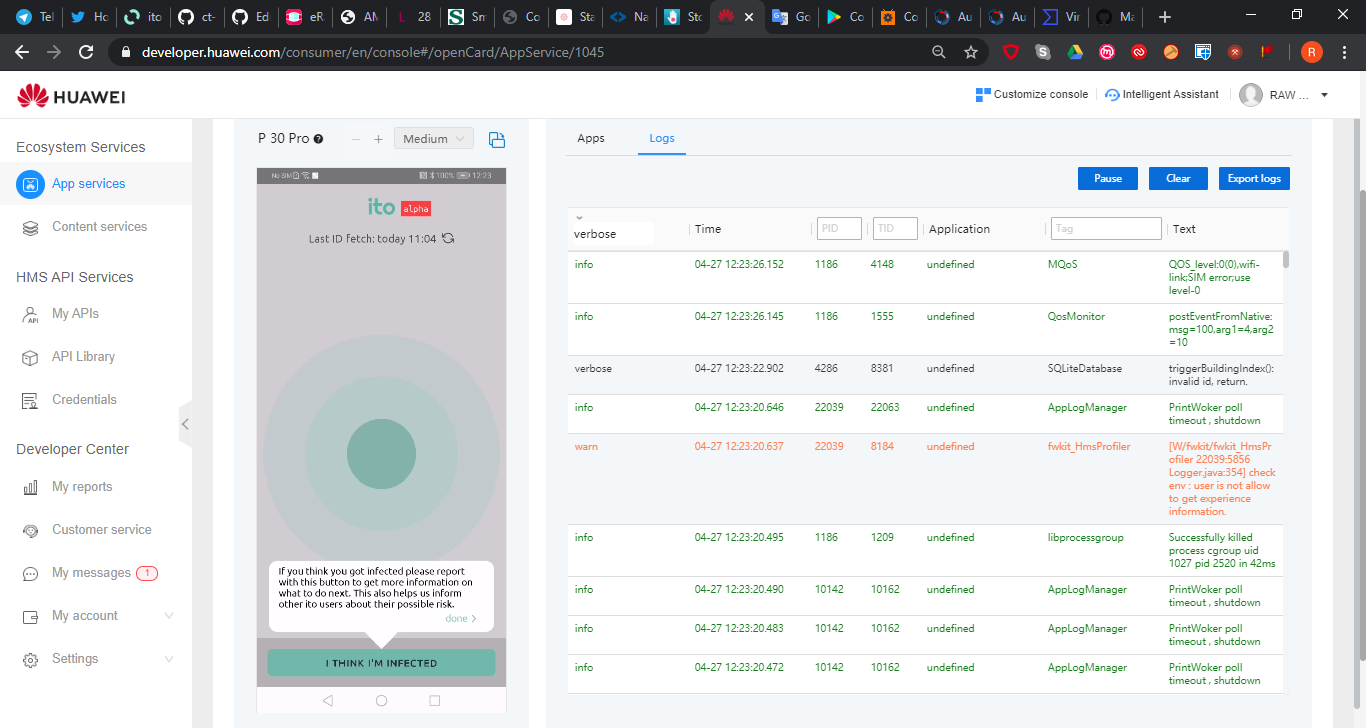 Tel
Ho
ito
ct-
Ed
eR
AM
L
28
Sm
Co
Sta
Na
Sto
Go
Co
Co
Au
Au
Vir
Ma
developer.huawei.com/consumer/en/console#/openCard/AppService/1045
R
HUAWEI
Customize console
Intelligent Assistant
RAW ...
Ecosystem Services
App services
Content services
HMS API Services
My APIs
API Library
Credentials
Developer Center
My reports
Customer service
My messages 1
My account
Settings
P 30 Pro
Medium
No SIM
100% 12:23
ito alpha
Last ID fetch: today 11:04
If you think you got infected please report
with this button to get more information on
what to do next. This also helps us inform
other ito users about their possible risk.
done >
I THINK I'M INFECTED
Apps Logs
Pause Clear Export logs
verbose Time PID TID Application Tag Text
info 04-27 12:23:26.152 1186 4148 undefined MQoS QOS_level:0(0),wifi-
link;SIM error;use
level-0
info 04-27 12:23:26.145 1186 1555 undefined QosMonitor postEventFromNative:
msg=100,arg1=4,arg2
=10
verbose 04-27 12:23:22.902 4286 8381 undefined SQLiteDatabase triggerBuildingIndex():
invalid id, return.
info 04-27 12:23:20.646 22039 22063 undefined AppLogManager PrintWoker poll
timeout , shutdown
warn 04-27 12:23:20.637 22039 8184 undefined fwkit_HmsProfiler [W/fwkit/fwkit_HmsPr
ofiler 22039:5856
Logger.java:354] check
env : user is not allow
to get experience
information.
info 04-27 12:23:20.495 1186 1209 undefined libprocessgroup Successfully killed
process cgroup uid
1027 pid 2520 in 42ms
info 04-27 12:23:20.490 10142 10162 undefined AppLogManager PrintWoker poll
timeout , shutdown
info 04-27 12:23:20.483 10142 10162 undefined AppLogManager PrintWoker poll
timeout , shutdown
info 04-27 12:23:20.472 10142 10162 undefined AppLogManager PrintWoker poll
timeout , shutdown